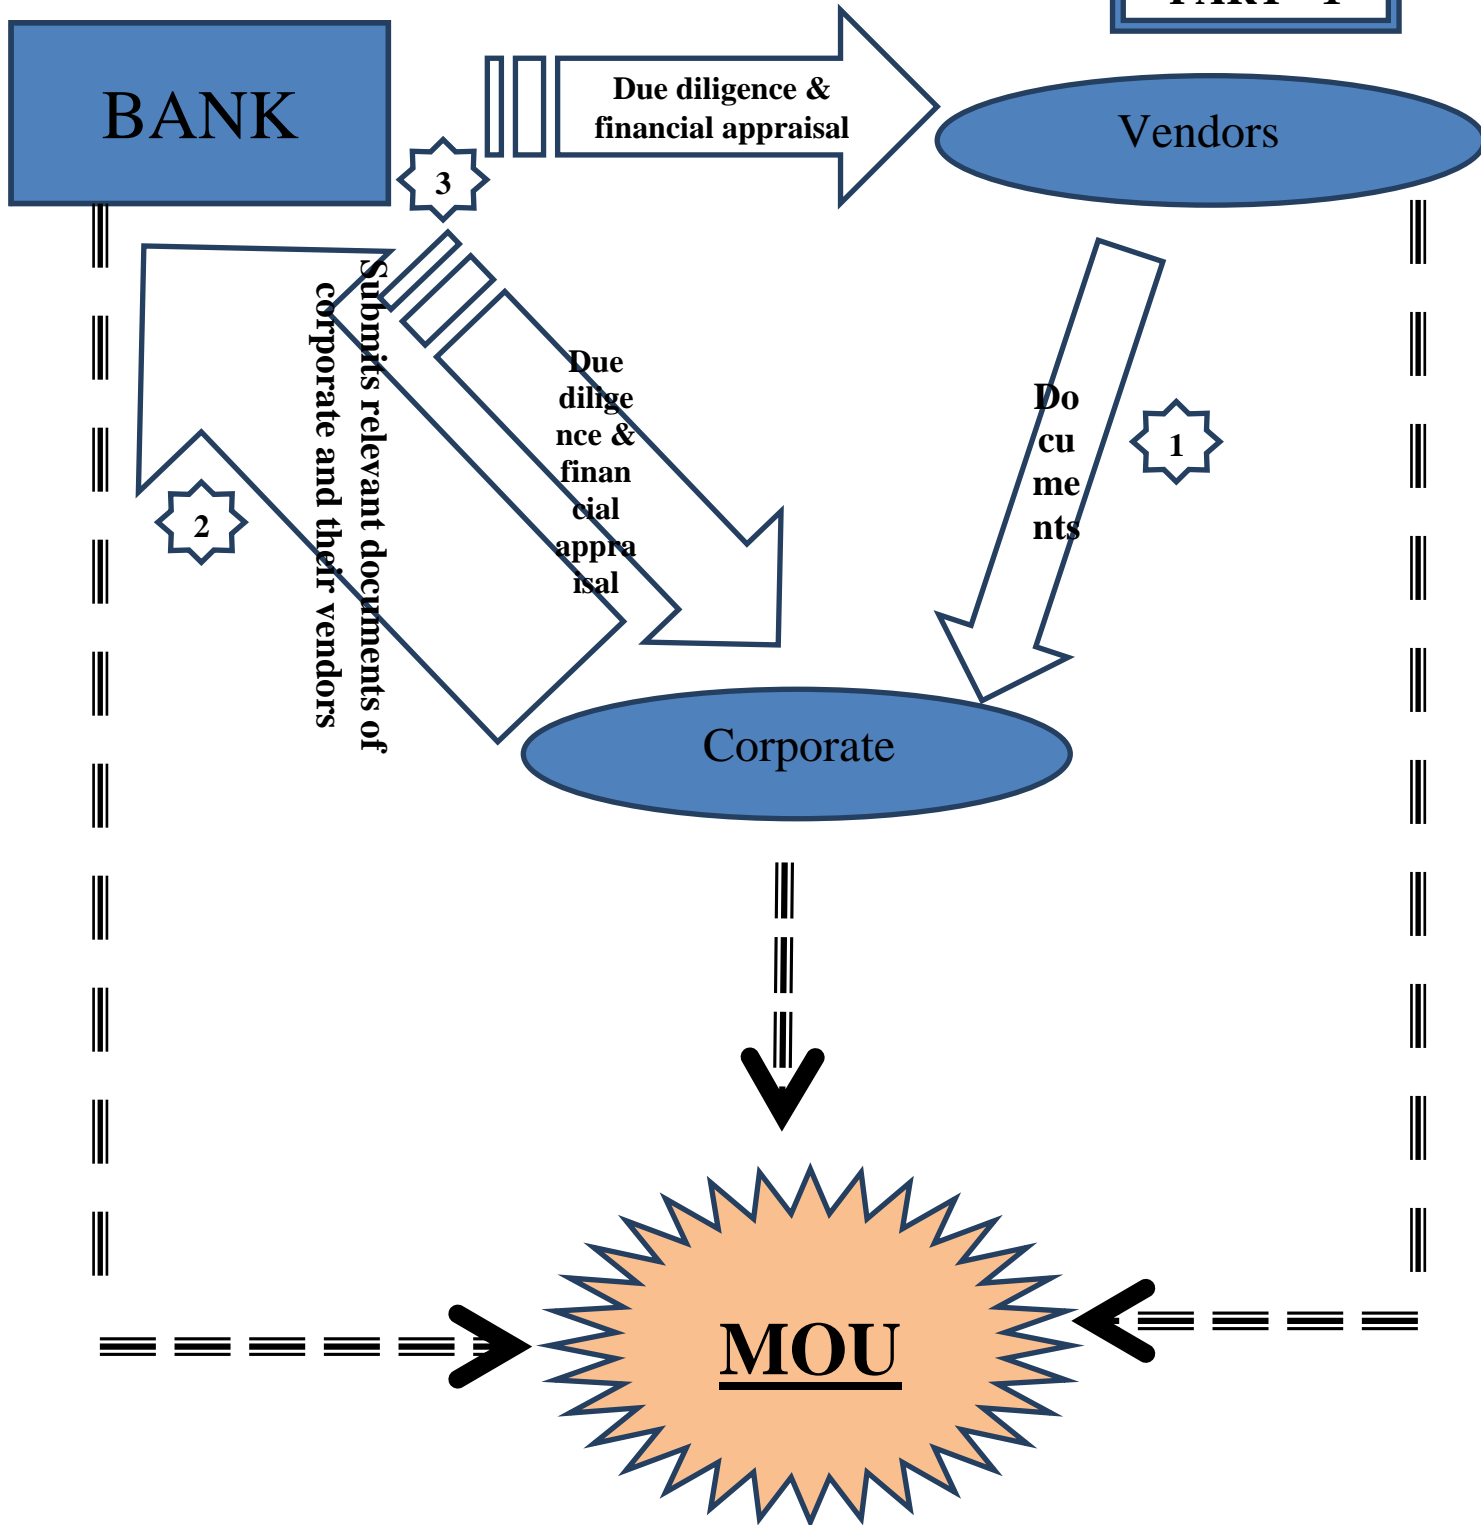 PART - I
BANK
Due diligence &
financial appraisal
Vendors
3
Submits relevant documents of
corporate and their vendors
Due
dilige
nce &
finan
cial
appra
isal
Do
cu
me
nts
1
2
Corporate
MOU